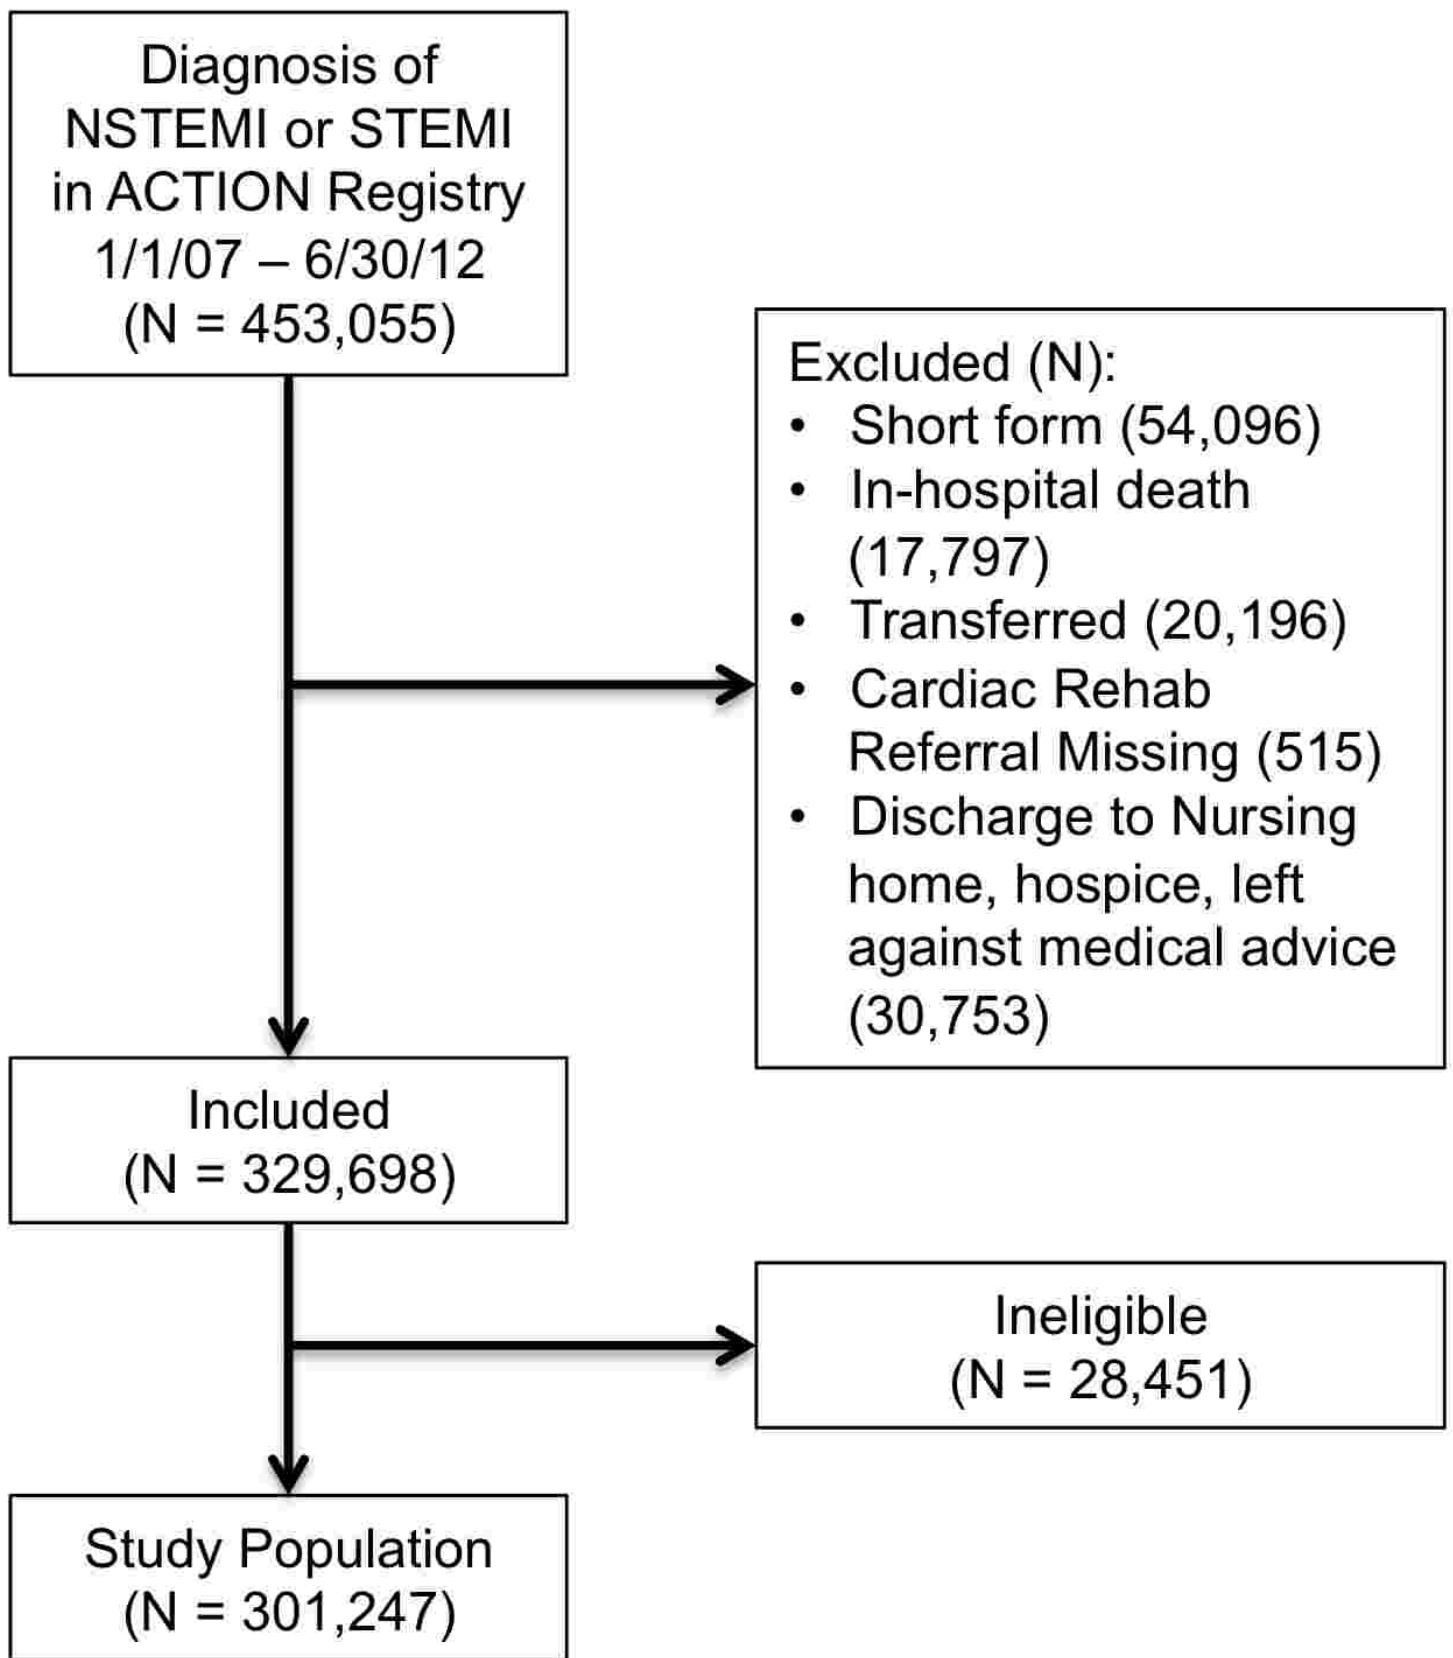 Diagnosis of
NSTEMI or STEMI
in ACTION Registry
1/1/07 – 6/30/12
(N = 453,055)
Excluded (N):
• Short form (54,096)
• In-hospital death
(17,797)
• Transferred (20,196)
• Cardiac Rehab
Referral Missing (515)
• Discharge to Nursing
home, hospice, left
against medical advice
(30,753)
Included
(N = 329,698)
Ineligible
(N = 28,451)
Study Population
(N = 301,247)